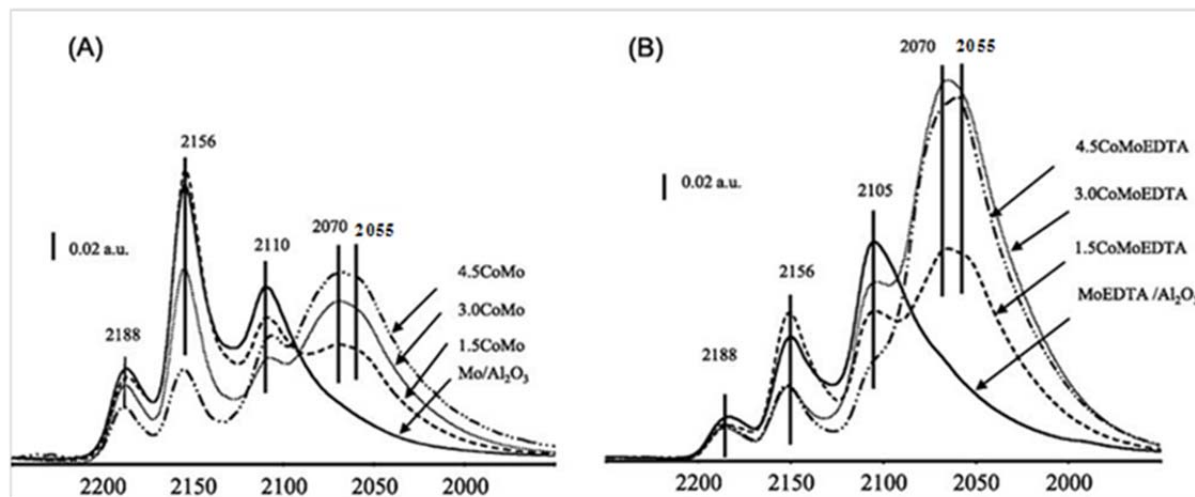 (A)
2156
2188
2110
2070 2055
0.02 a.u.
4.5CoMo
3.0CoMo
1.5CoMo
Mo/Al2O3
2200 2150 2100 2050 2000
(B)
2070 2055
0.02 a.u.
2105
2156
2188
4.5CoMoEDTA
3.0CoMoEDTA
1.5CoMoEDTA
MoEDTA /Al2O
2200 2150 2100 2050 2000